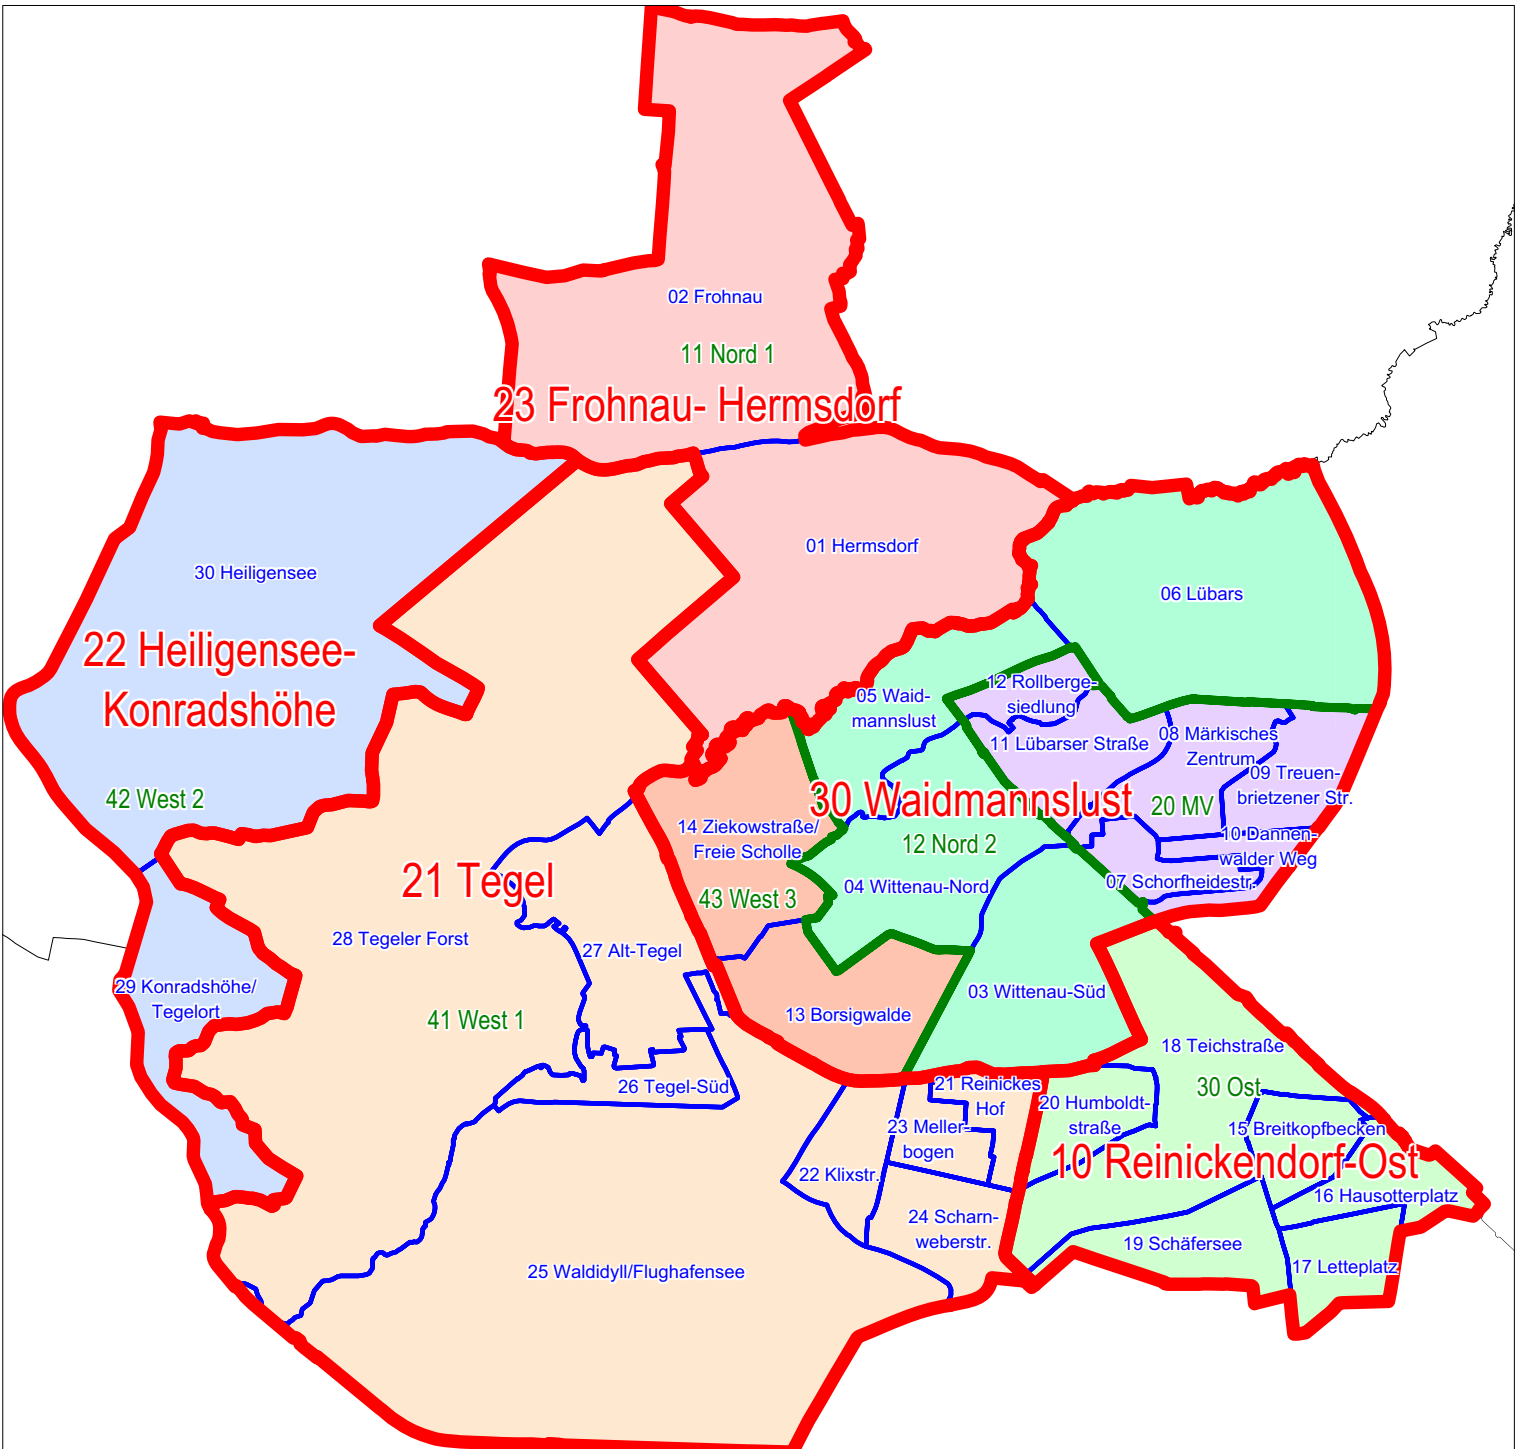 02 Frohnau
11 Nord 1
23 Frohnau- Hermsdorf
01 Hermsdorf
30 Heiligensee
06 Lübars
22 Heiligensee-
Konradshöhe
12 Rollberge-
siedlung
05 Waid-
mannslust
11 Lübarser Straße
08 Märkisches
Zentrum
09 Treuen-
brietzener Str.
42 West 2
30 Waidmannslust
20 MV
14 Ziekowstraße/
Freie Scholle
12 Nord 2
10 Dannen-
walder Weg
21 Tegel
04 Wittenau-Nord
07 Schorfheidestr.
43 West 3
28 Tegeler Forst
27 Alt-Tegel
29 Konradshöhe/
Tegelort
03 Wittenau-Süd
41 West 1
13 Borsigwalde
18 Teichstraße
26 Tegel-Süd
21 Reinickes
Hof
30 Ost
20 Humboldt-
straße
23 Meller-
bogen
15 Breitkopfbecken
10 Reinickendorf-Ost
22 Klixstr.
16 Hausotterplatz
24 Scharn-
weberstr.
19 Schäfersee
25 Waldidyll/Flughafensee
17 Letteplatz